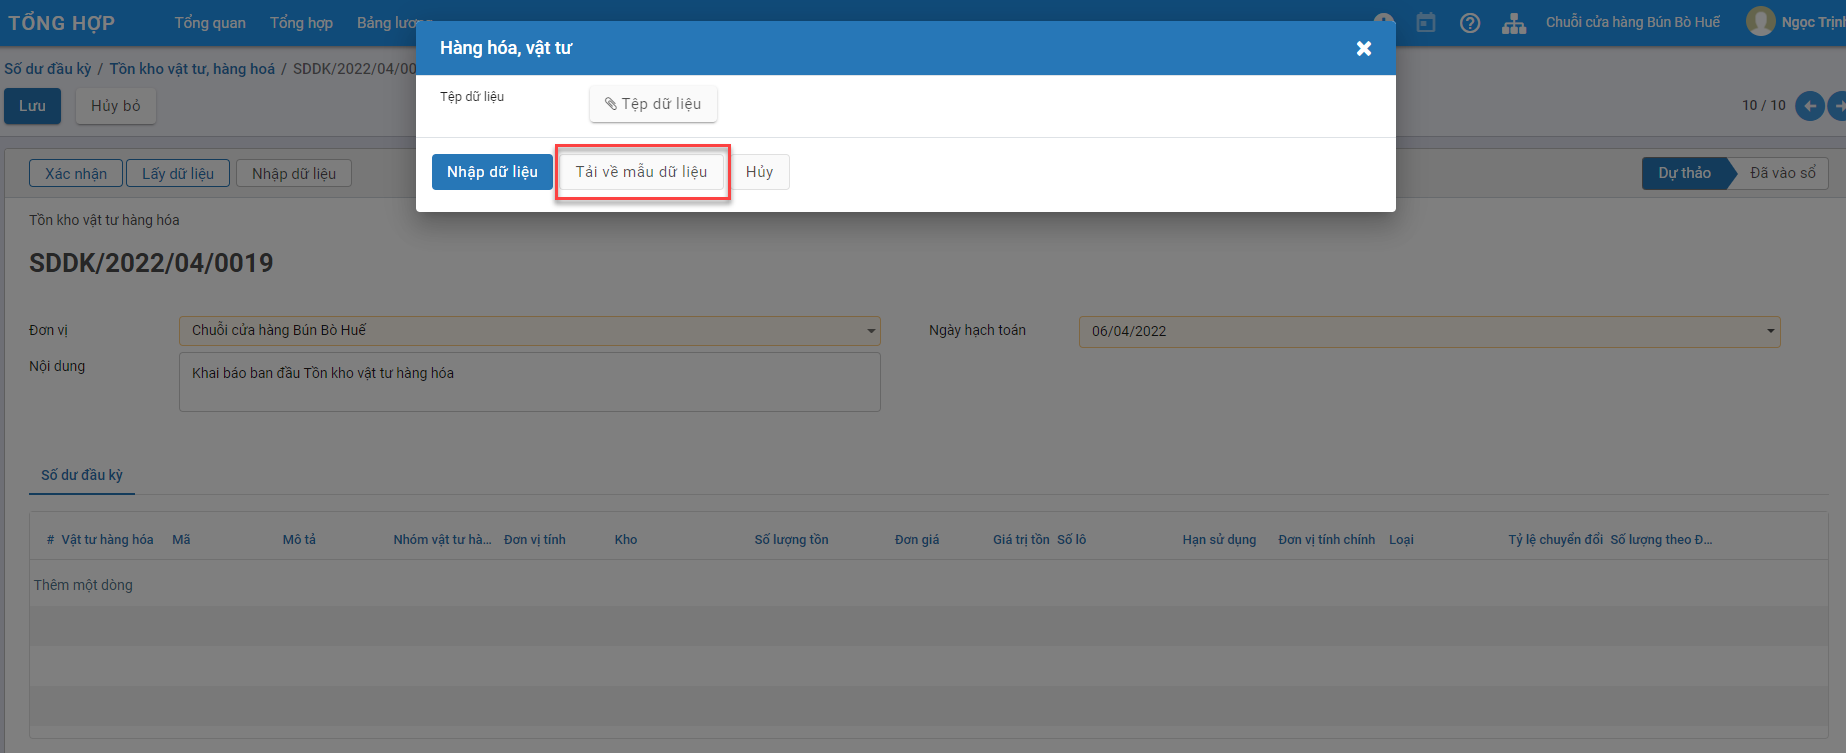 TỔNG HỢP Tổng quan Tổng hợp Bảng lương Chuỗi cửa hàng Bún Bò Huế Ngọc Trịnh
Hàng hóa, vật tư
Số dư đầu kỳ / Tồn kho vật tư, hàng hoá / SDDK/2022/04/00
Tệp dữ liệu Tệp dữ liệu
Lưu Hủy bỏ 10 / 10
Nhập dữ liệu Tải về mẫu dữ liệu Hủy
Xác nhận Lấy dữ liệu Nhập dữ liệu Dự thảo Đã vào sổ
Tồn kho vật tư hàng hóa
SDDK/2022/04/0019
Đơn vị Chuỗi cửa hàng Bún Bò Huế Ngày hạch toán 06/04/2022
Nội dung Khai báo ban đầu Tồn kho vật tư hàng hóa
Số dư đầu kỳ
# Vật tư hàng hóa Mã Mô tả Nhóm vật tư hà... Đơn vị tính Kho Số lượng tồn Đơn giá Giá trị tồn Số lô Hạn sử dụng Đơn vị tính chính Loại Tỷ lệ chuyển đổi Số lượng theo Đ...
Thêm một dòng